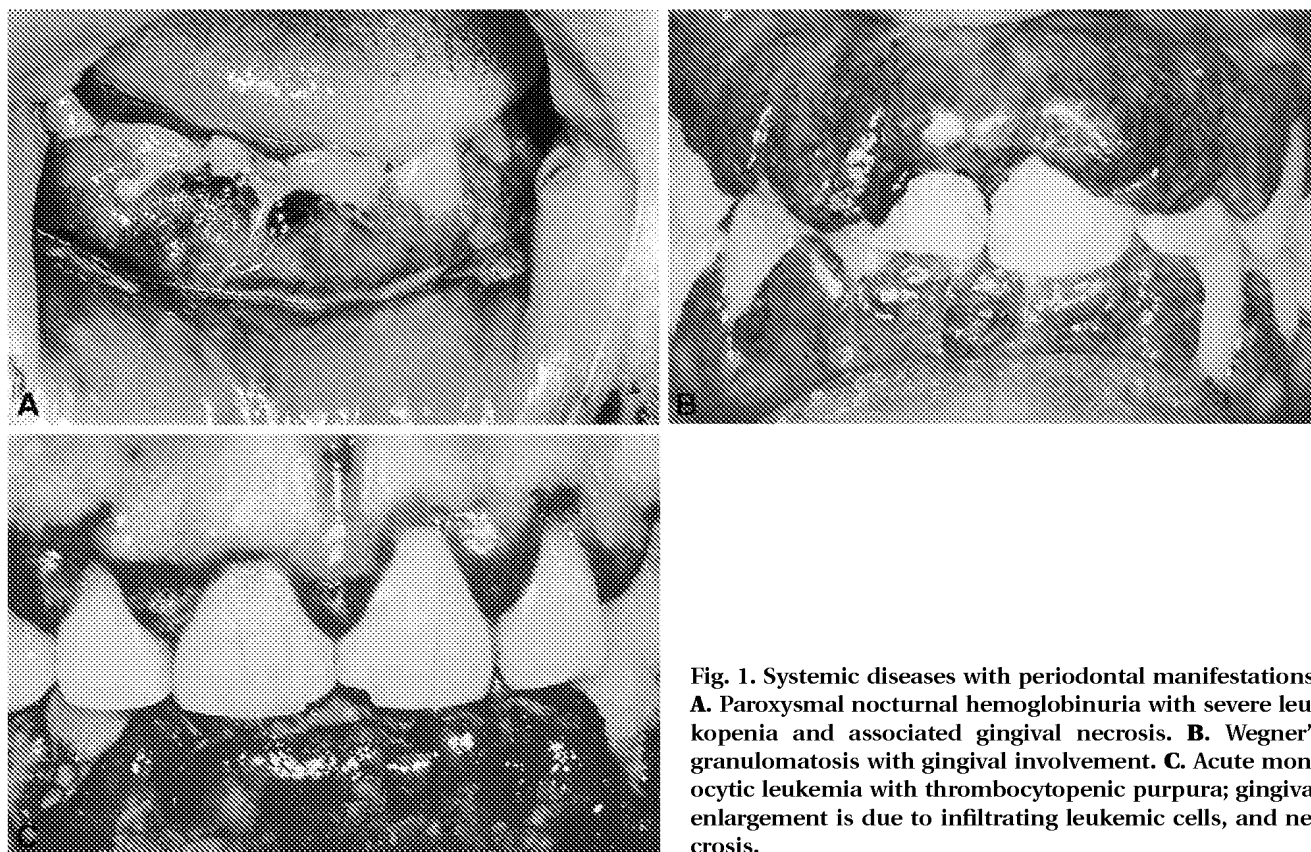 A
B
C
Fig. 1. Systemic diseases with periodontal manifestations
A. Paroxysmal nocturnal hemoglobinuria with severe leu
kopenia and associated gingival necrosis. B. Wegner'
granulomatosis with gingival involvement. C. Acute mon
ocytic leukemia with thrombocytopenic purpura; gingiva
enlargement is due to infiltrating leukemic cells, and ne
crosis.